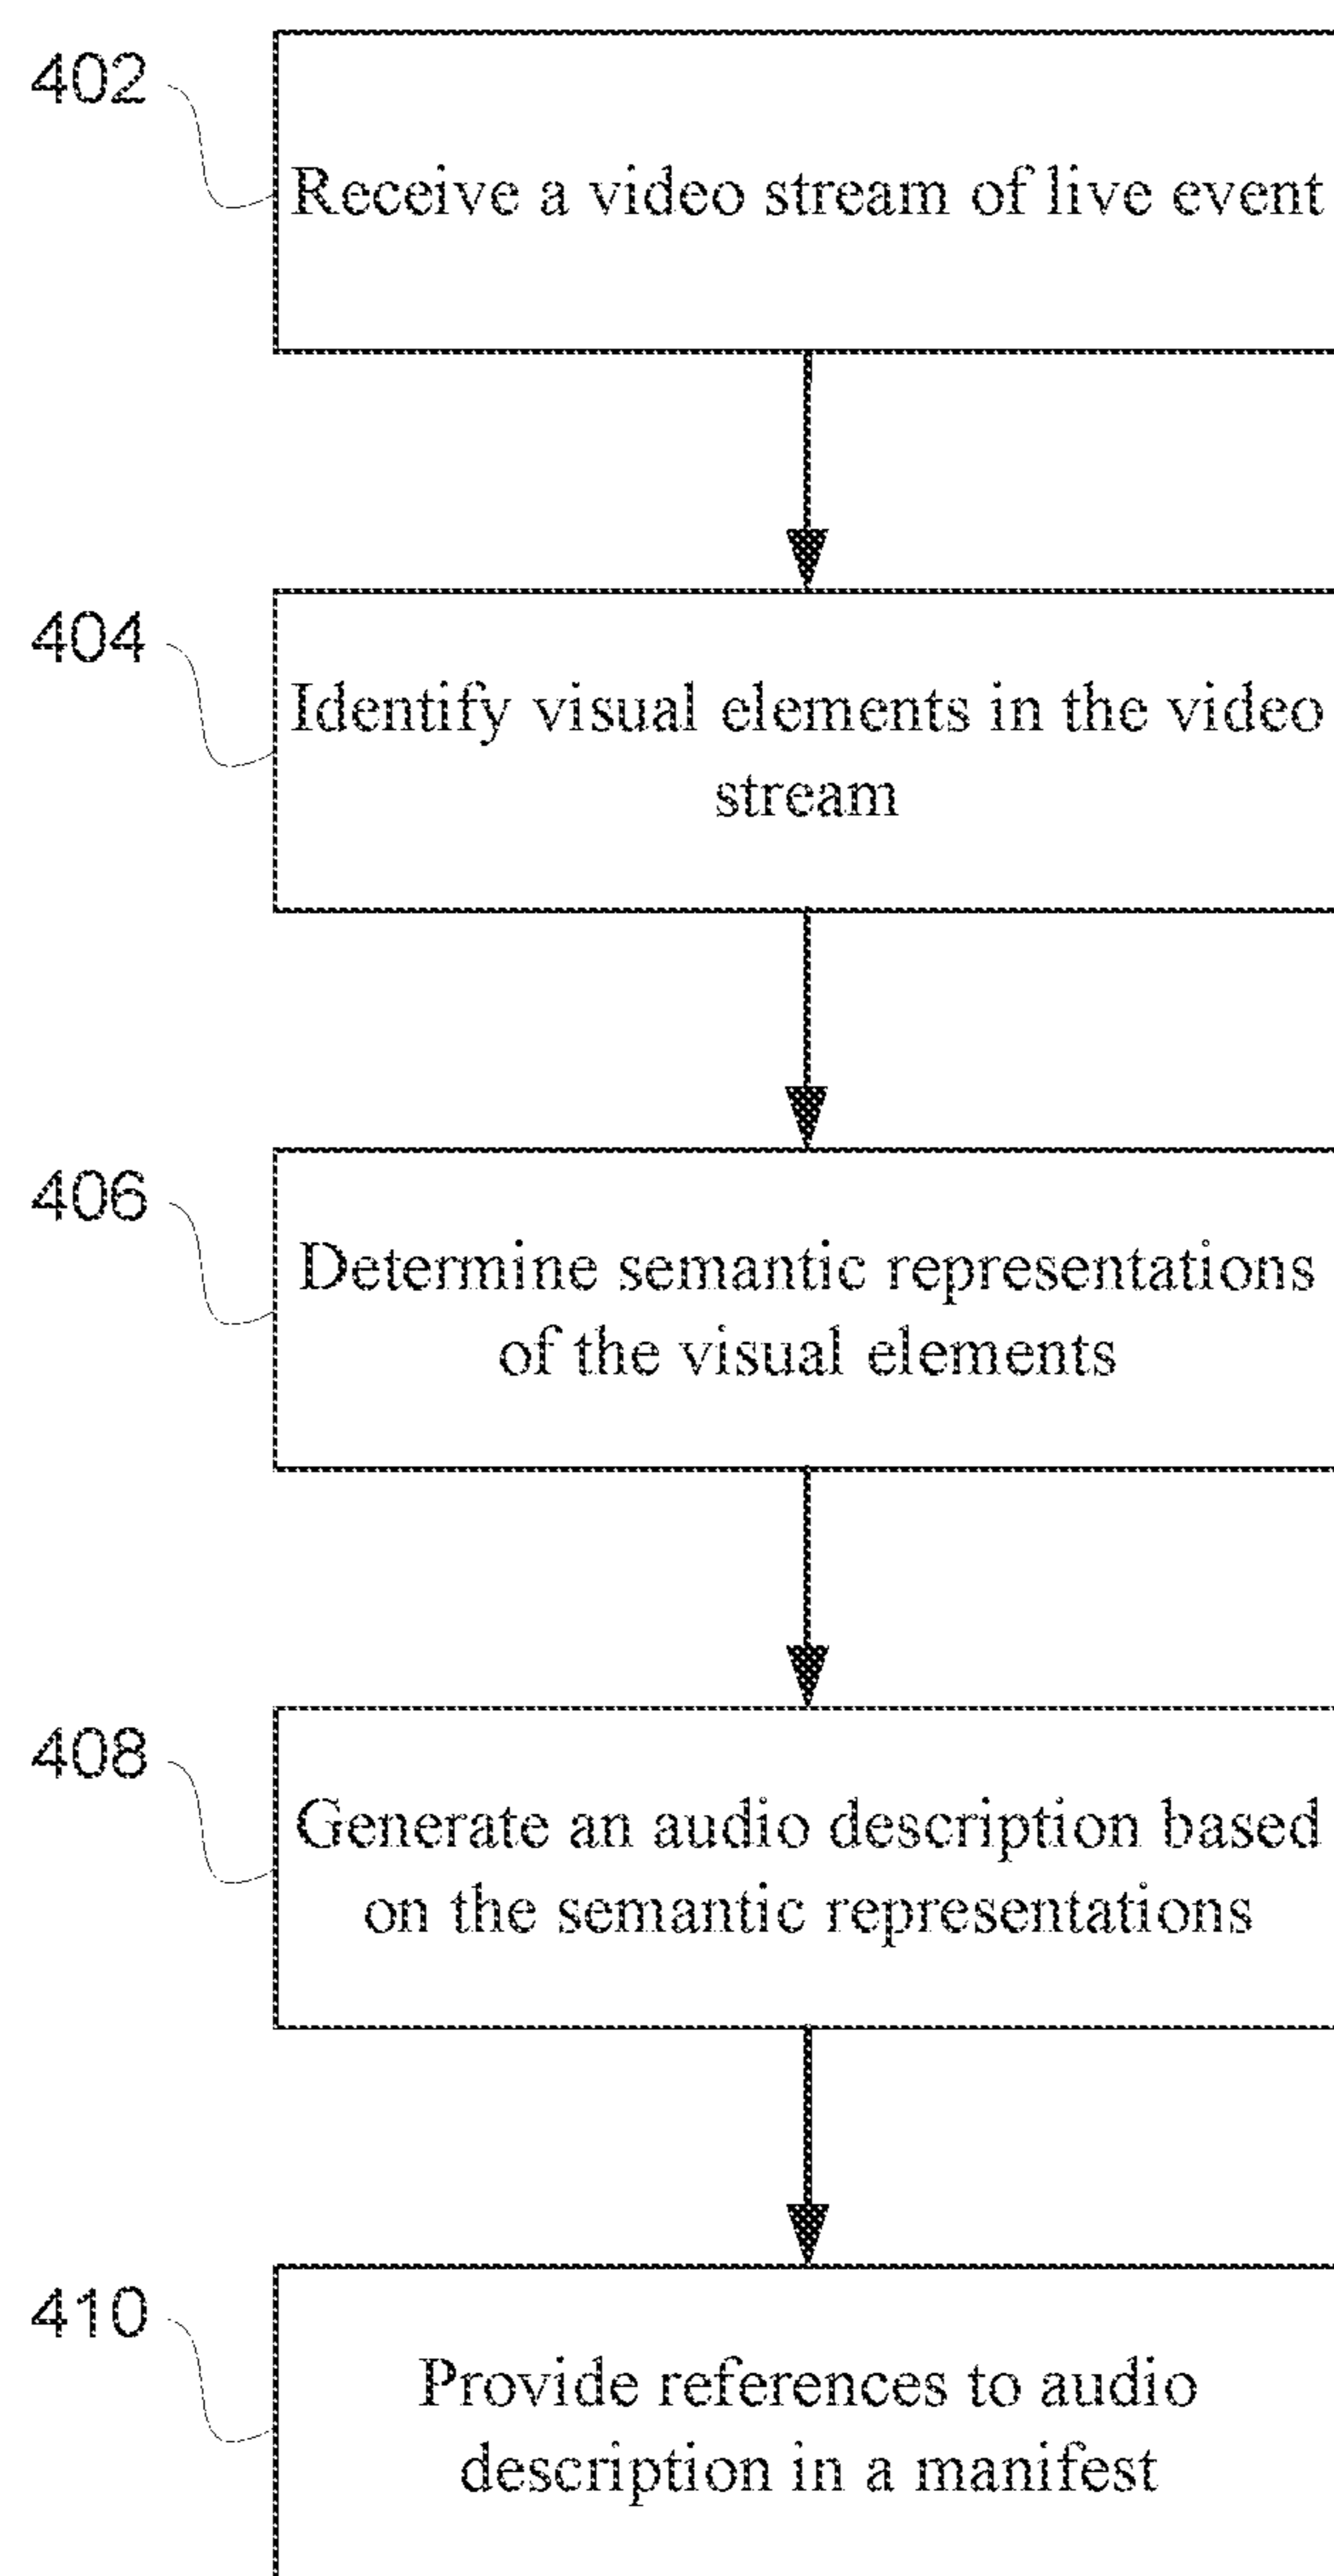 402
Receive a video stream of live event
404
Identify visual elements in the video
stream
406
Determine semantic representations
of the visual elements
408
Generate an audio description based
on the semantic representations
410
Provide references to audio
description in a manifest